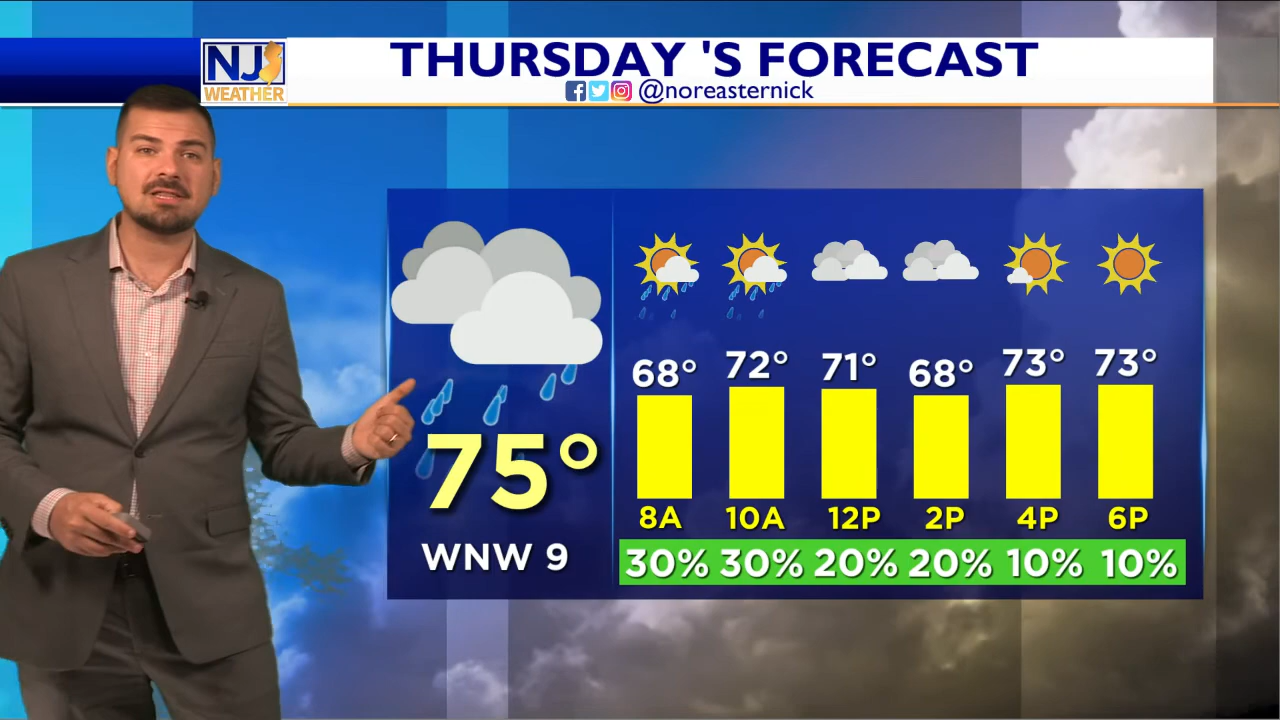 NJ
WEATHER
THURSDAY 'S FORECAST
@noreasternick
75°
WNW 9
68° 72° 71° 68° 73° 73°
8A 10A 12P 2P 4P 6P
30% 30% 20% 20% 10% 10%